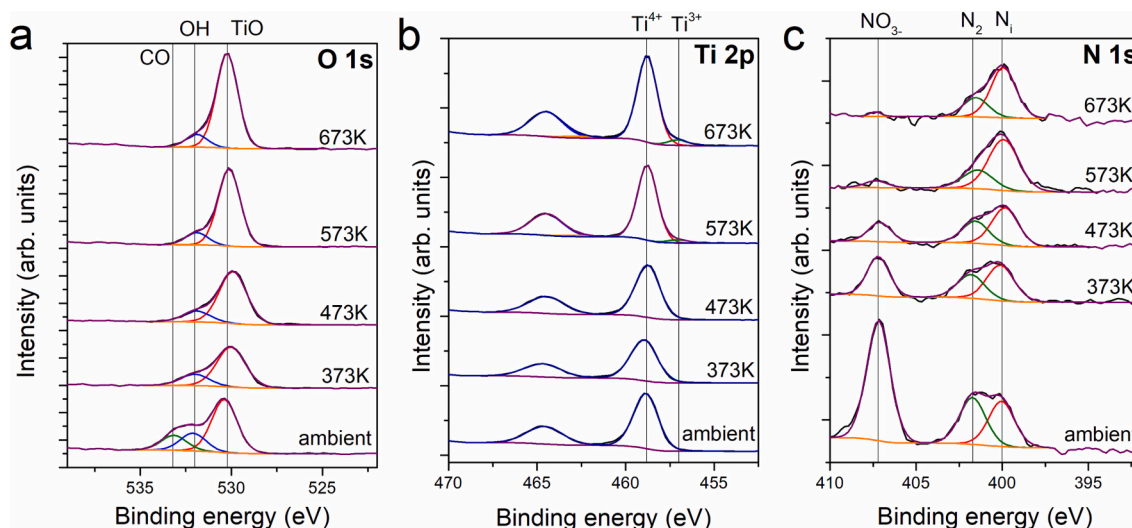 a
CO
OH
TiO
O 1s
673K
573K
473K
373K
ambient
535
530
525
Binding energy (eV)
Intensity (arb. units)
b
Ti⁴⁺
Ti³⁺
Ti 2p
673K
573K
473K
373K
ambient
470
465
460
455
Binding energy (eV)
Intensity (arb. units)
c
NO₃₋
N₂
Nᵢ
N 1s
673K
573K
473K
373K
ambient
410
405
400
395
Binding energy (eV)
Intensity (arb. units)